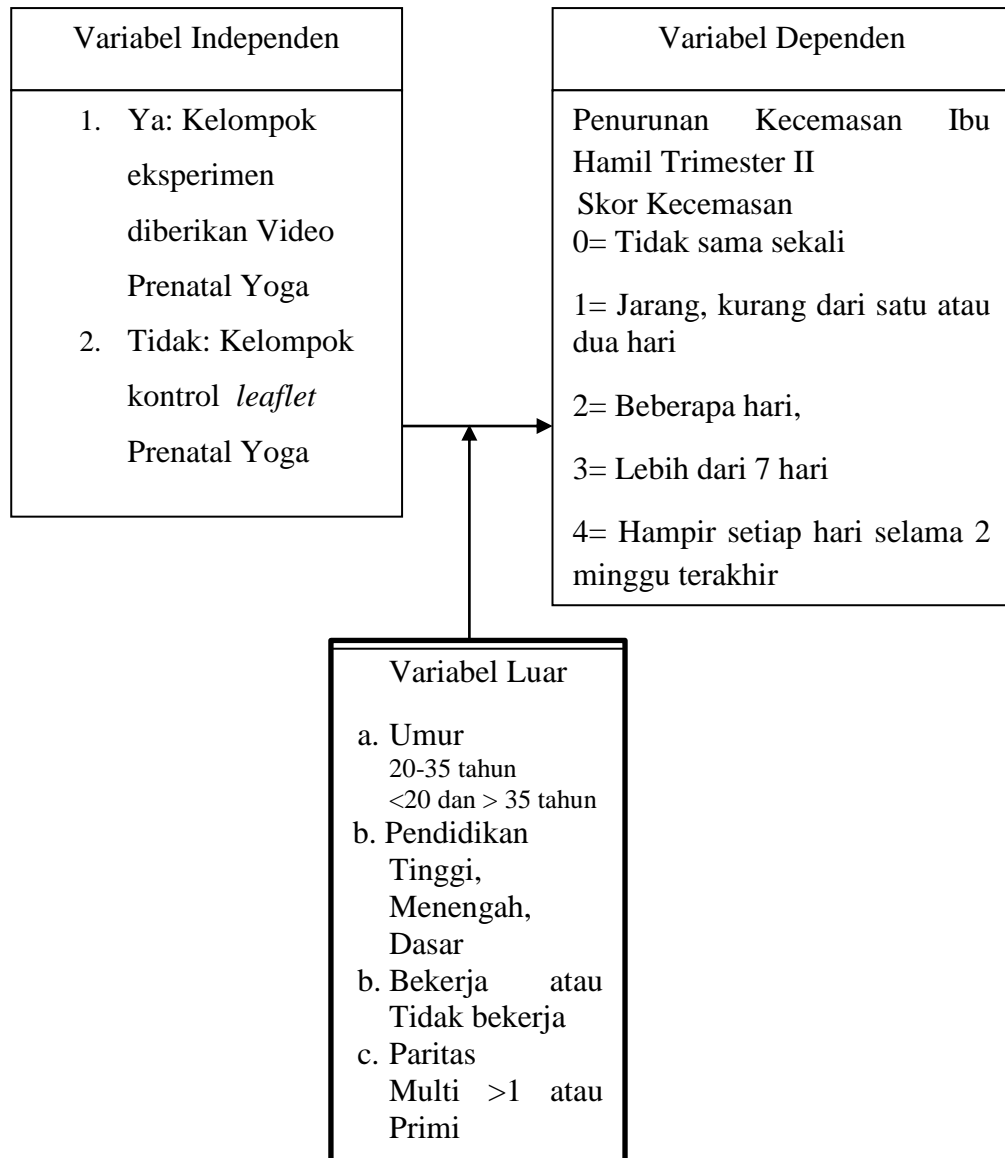 Variabel Independen
1. Ya: Kelompok
eksperimen
diberikan Video
Prenatal Yoga
2. Tidak: Kelompok
kontrol leaflet
Prenatal Yoga
Variabel Dependen
Penurunan Kecemasan Ibu
Hamil Trimester II
Skor Kecemasan
0= Tidak sama sekali
1= Jarang, kurang dari satu atau
dua hari
2= Beberapa hari,
3= Lebih dari 7 hari
4= Hampir setiap hari selama 2
minggu terakhir
Variabel Luar
a. Umur
20-35 tahun
<20 dan > 35 tahun
b. Pendidikan
Tinggi,
Menengah,
Dasar
b. Bekerja atau
Tidak bekerja
c. Paritas
Multi >1 atau
Primi